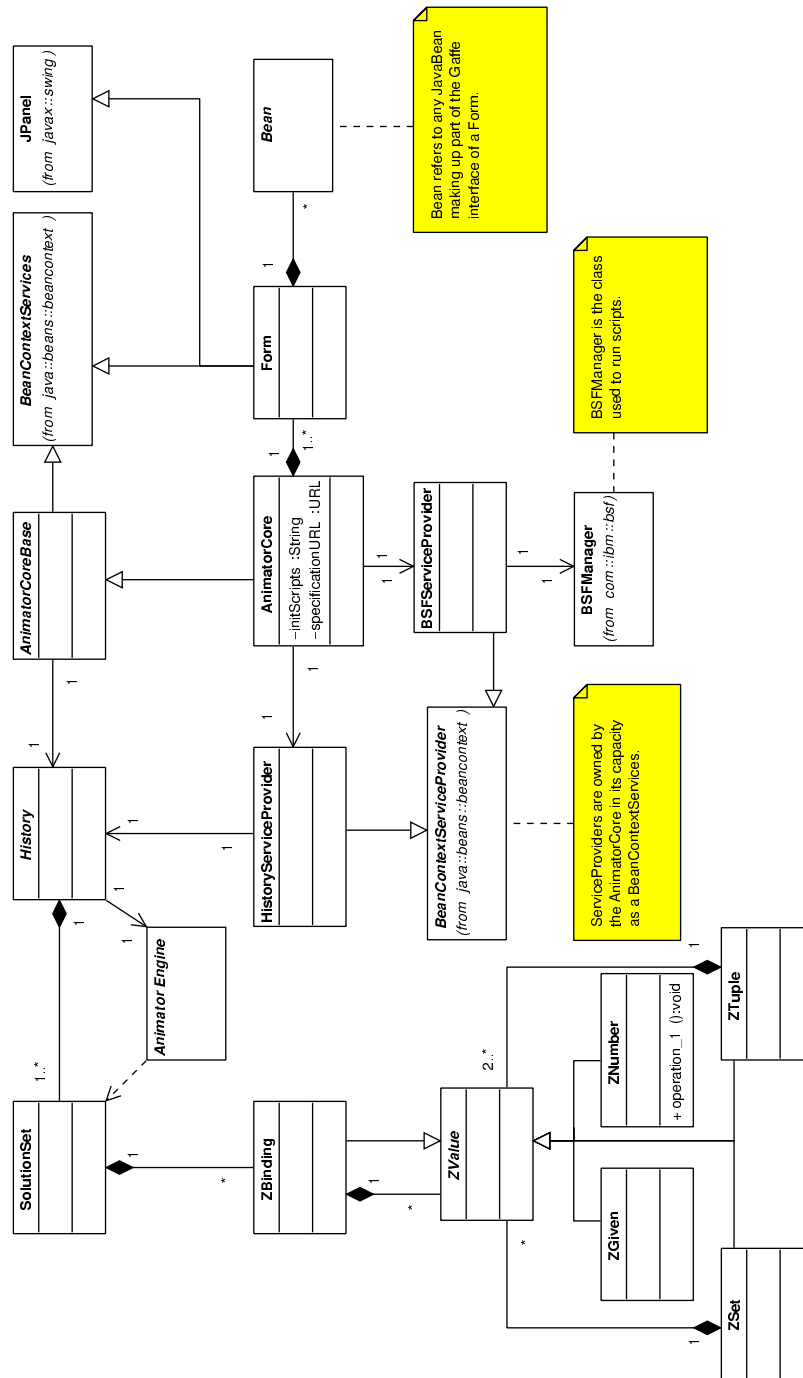 SolutionSet
1..*
1
History
1
1
1
1
AnimatorCoreBase
BeanContextServices
(from java::beans::beancontext )
JPanel
(from javax::swing)
Animator Engine
1
1
*
ZBinding
1
*
HistoryServiceProvider
1
1
1
AnimatorCore
-initScripts :String
-specificationURL :URL
1
1..*
Form
1
*
Bean
1
1
ZValue
*
2..*
BeanContextServiceProvider
(from java::beans::beancontext )
BSFServiceProvider
1
1
Bean refers to any JavaBean
making up part of the Gaffe
interface of a Form.
ZGiven
ZNumber
+ operation_1 ():void
ServiceProviders are owned by
the AnimatorCore in its capacity
as a BeanContextServices.
BSFManager
(from com::ibm::bsf)
BSFManager is the class
used to run scripts.
1
ZSet
1
ZTuple